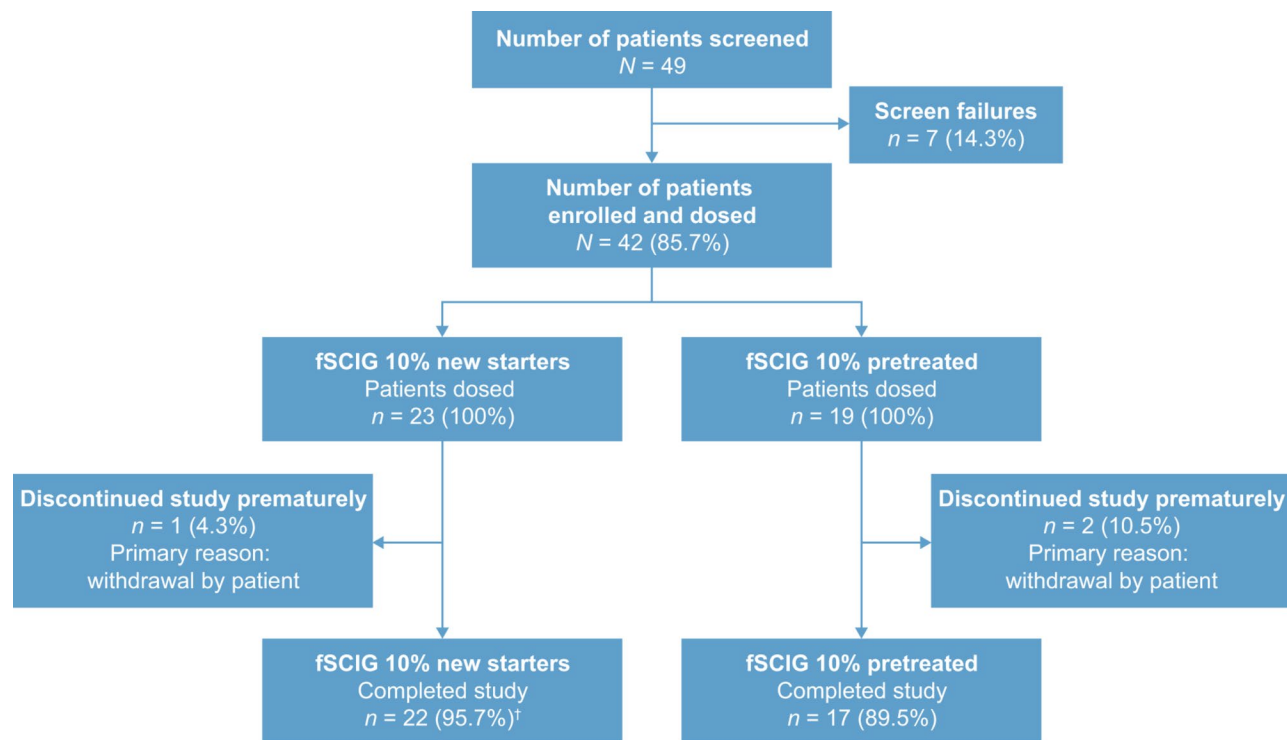 Number of patients screened
N = 49
Screen failures
n = 7 (14.3%)
Number of patients
enrolled and dosed
N = 42 (85.7%)
fSCIG 10% new starters
Patients dosed
n = 23 (100%)
fSCIG 10% pretreated
Patients dosed
n = 19 (100%)
Discontinued study prematurely
n = 1 (4.3%)
Primary reason:
withdrawal by patient
Discontinued study prematurely
n = 2 (10.5%)
Primary reason:
withdrawal by patient
fSCIG 10% new starters
Completed study
n = 22 (95.7%)†
fSCIG 10% pretreated
Completed study
n = 17 (89.5%)